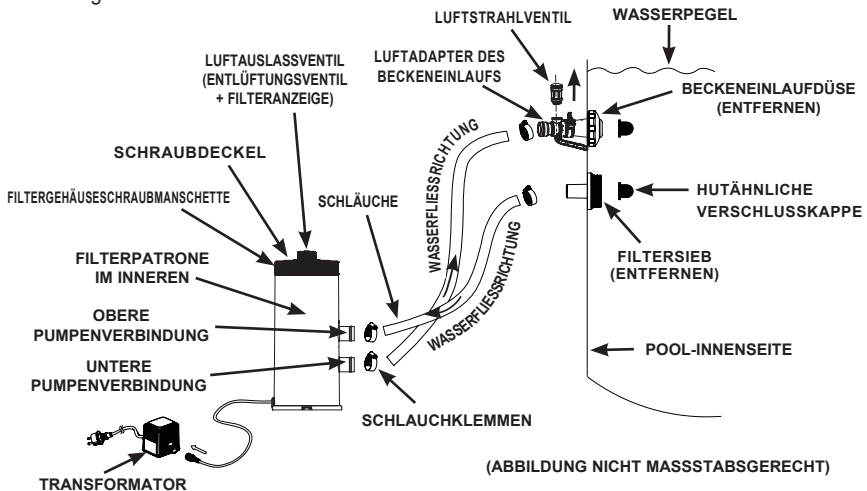 LUFTSTRAHLVENTIL
WASSERPEGEL
LUFTAUSLASSVENTIL
(ENTLÜFTUNGSVENTIL
+ FILTERANZEIGE)
LUFTADAPTER DES
BECKENEINLAUFS
BECKENEINLAUFDÜSE
(ENTFERNEN)
SCHRAUBDECKEL
WASSERFLIESSRICHTUNG
FILTERGEHÄUSESCHRAUBMANSCHETTE
SCHLÄUCHE
HUTÄHNLICHE
VERSCHLUSSKAPPE
FILTERPATRONE
IM INNEREN
WASSERFLIESSRICHTUNG
FILTERSIEB
(ENTFERNEN)
OBERE
PUMPENVERBINDUNG
UNTERE
PUMPENVERBINDUNG
POOL-INNENSEITE
SCHLAUCHKLEMMEN
TRANSFORMATOR
(ABBILDUNG NICHT MASSSTABSGERECHT)